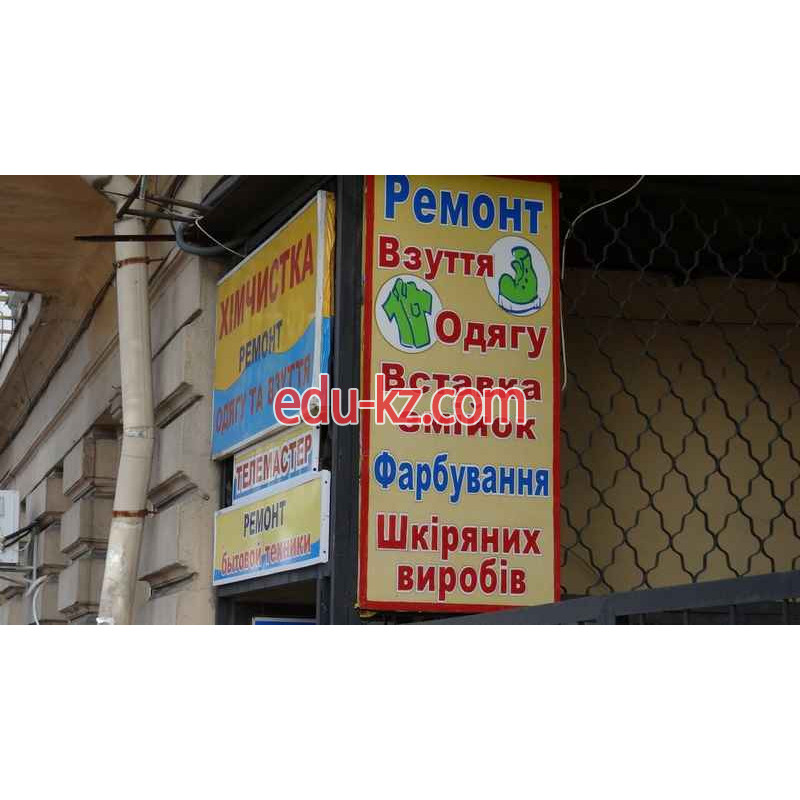 ХІМЧИСТКА
РЕМОНТ
ОДЯГУ ТА ВЗУТТЯ
ТЕЛЕМАСТЕР
РЕМОНТ
бытовой техники
Ремонт
Взуття
Одягу
Вставка
Змійок
Фарбування
Шкіряних
виробів
edu-kz.com